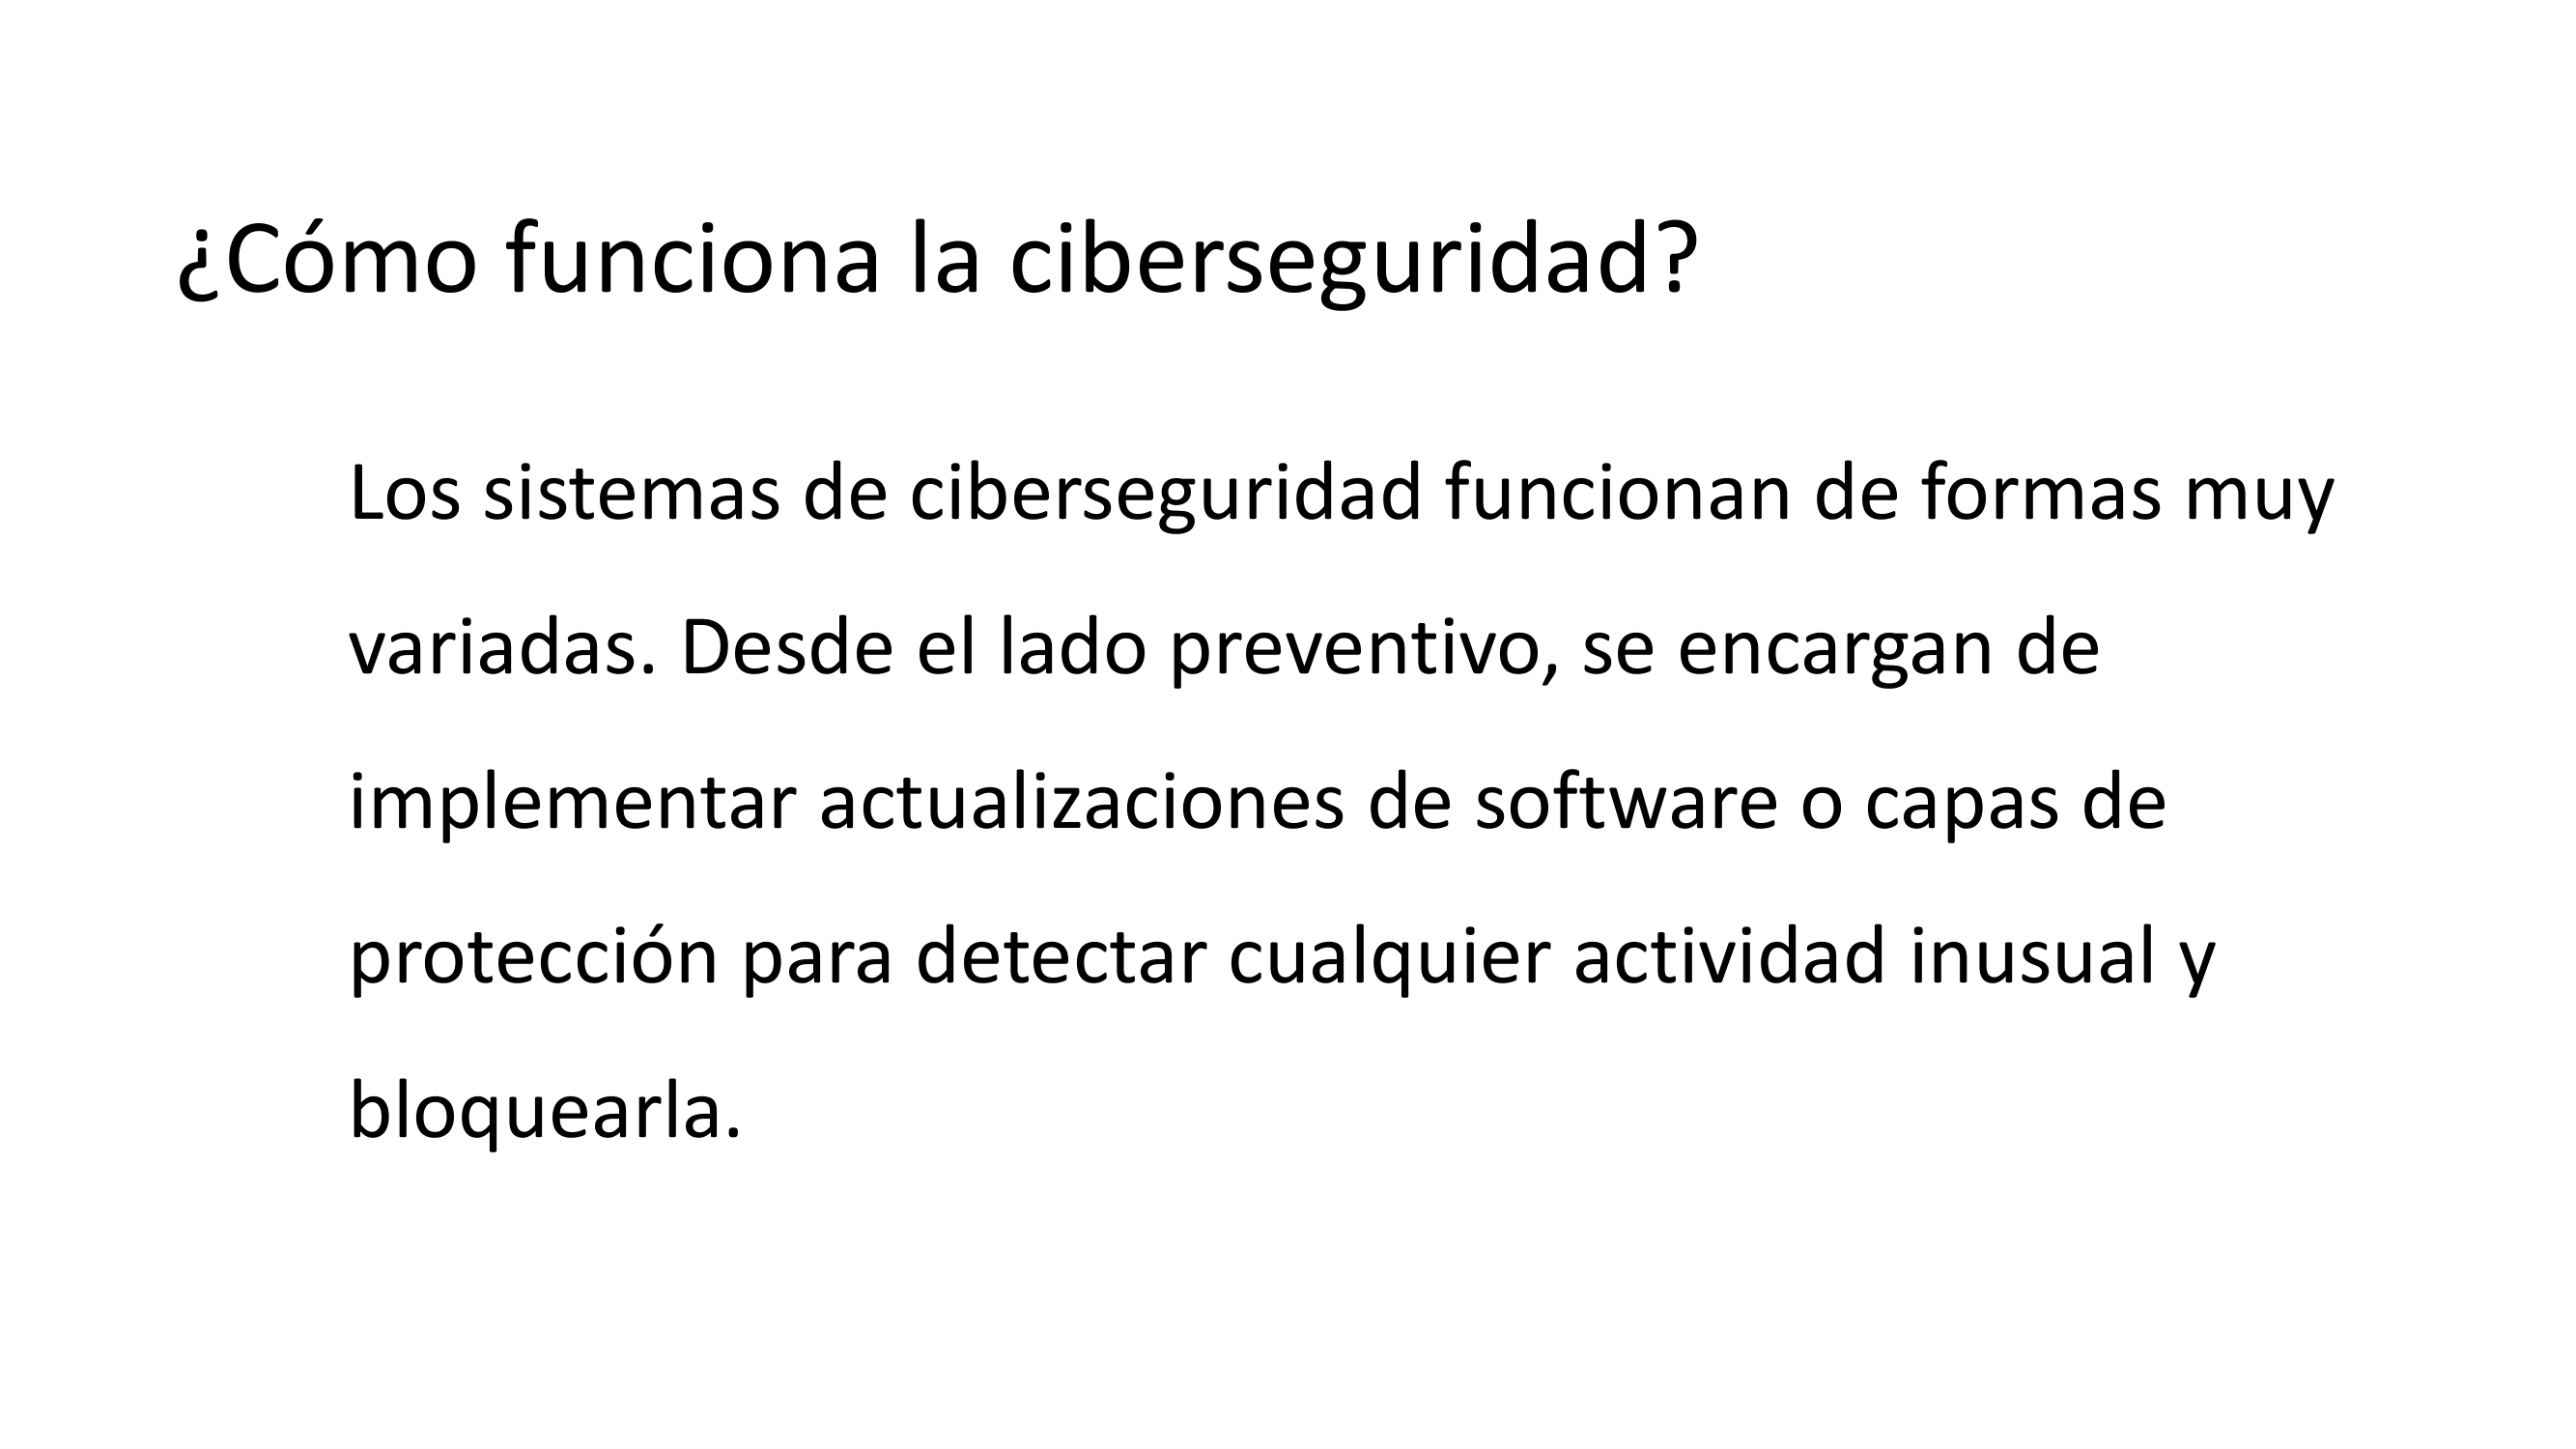 ¿Cómo funciona la ciberseguridad?
Los sistemas de ciberseguridad funcionan de formas muy
variadas. Desde el lado preventivo, se encargan de
implementar actualizaciones de software o capas de
protección para detectar cualquier actividad inusual y
bloquearla.